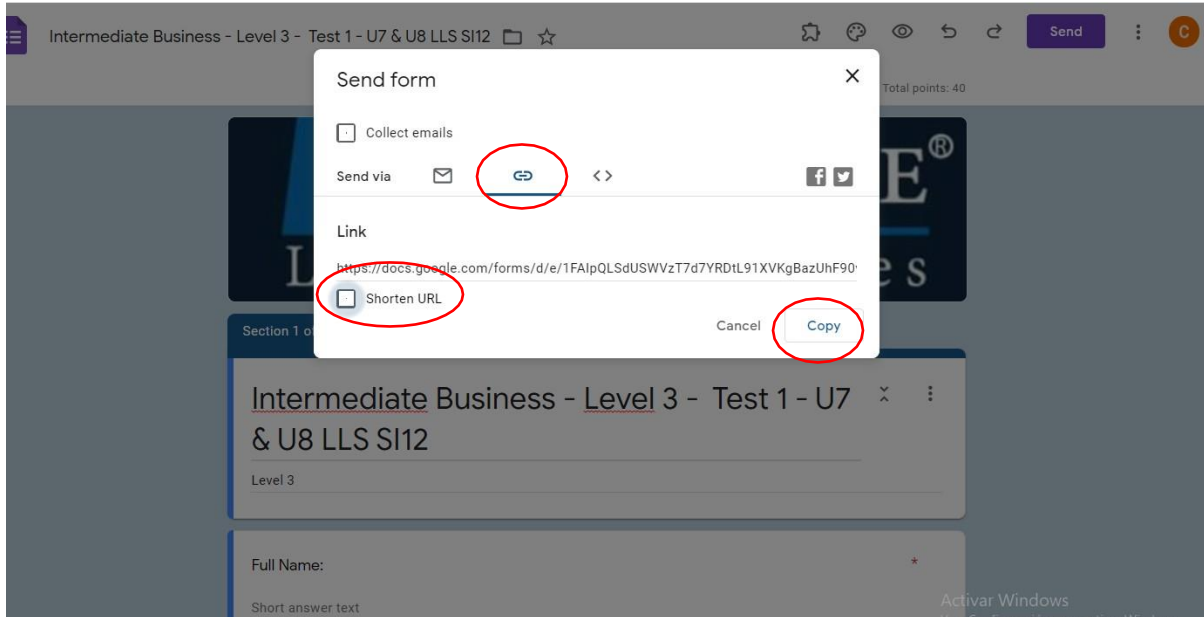 Intermediate Business - Level 3 - Test 1 - U7 & U8 LLS SI12
Send
C
Send form
Total points: 40
Collect emails
Send via
Link
https://docs.google.com/forms/d/e/1FAIpQLSdUSWVzT7d7YRDtL91XVKgBazUhF90
Shorten URL
Cancel
Copy
E®
L
e s
Section 1 of
Intermediate Business - Level 3 - Test 1 - U7
& U8 LLS SI12
Level 3
Full Name:
*
Short answer text
Activar Windows